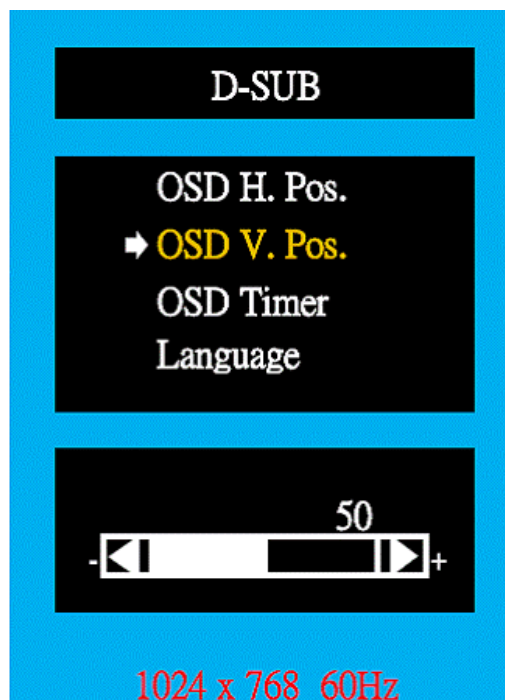 D-SUB
OSD H. Pos.
OSD V. Pos.
OSD Timer
Language
50
- +
1024 x 768 60Hz